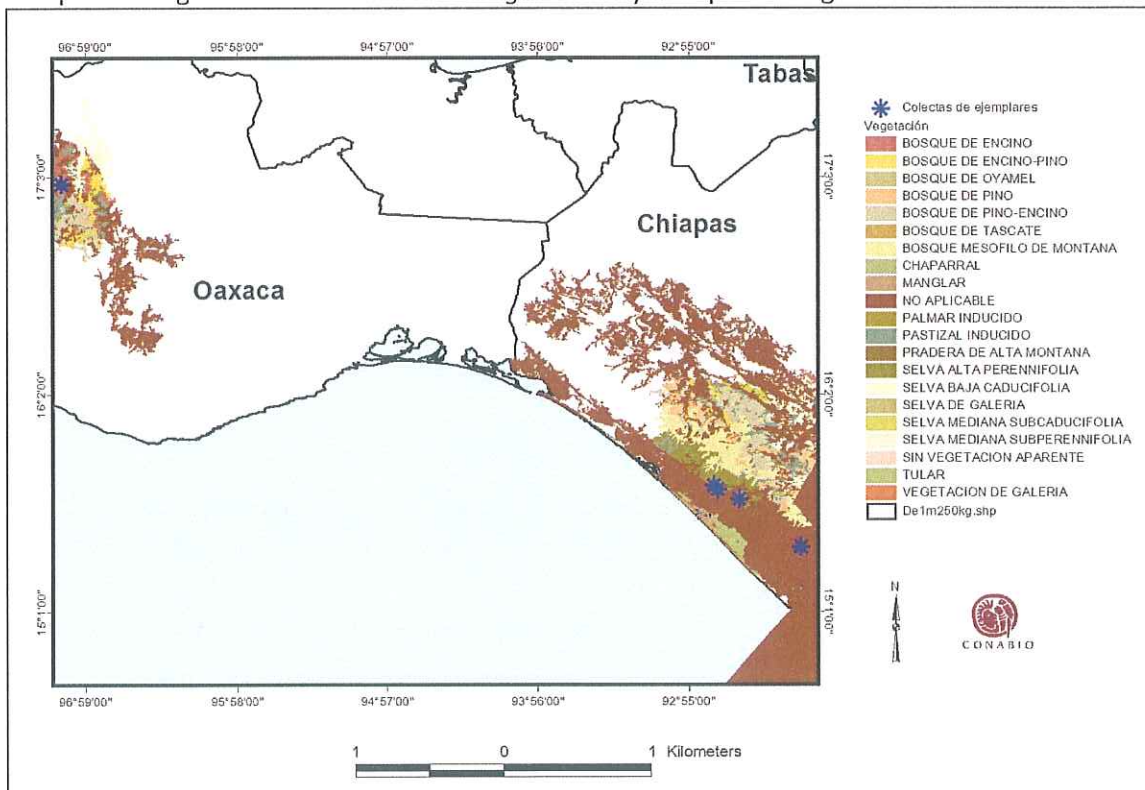 96°59'00" 95°58'00" 94°57'00" 93°56'00" 92°55'00"
Tabas
17°3'00" 17°3'00"
Chiapas
Oaxaca
16°2'00" 16°2'00"
15°1'00" 15°1'00"
96°59'00" 95°58'00" 94°57'00" 93°56'00" 92°55'00"
Colectas de ejemplares
Vegetación
BOSQUE DE ENCINO
BOSQUE DE ENCINO-PINO
BOSQUE DE OYAMEL
BOSQUE DE PINO
BOSQUE DE PINO-ENCINO
BOSQUE DE TASCATE
BOSQUE MESOFILO DE MONTANA
CHAPARRAL
MANGLAR
NO APLICABLE
PALMAR INDUCIDO
PASTIZAL INDUCIDO
PRADERA DE ALTA MONTANA
SELVA ALTA PERENNIFOLIA
SELVA BAJA CADUCIFOLIA
SELVA DE GALERIA
SELVA MEDIANA SUBCADUCIFOLIA
SELVA MEDIANA SUBPERENNIFOLIA
SIN VEGETACION APARENTE
TULAR
VEGETACION DE GALERIA
De1m250kg.shp
N
CONABIO
1 0 1 Kilometers